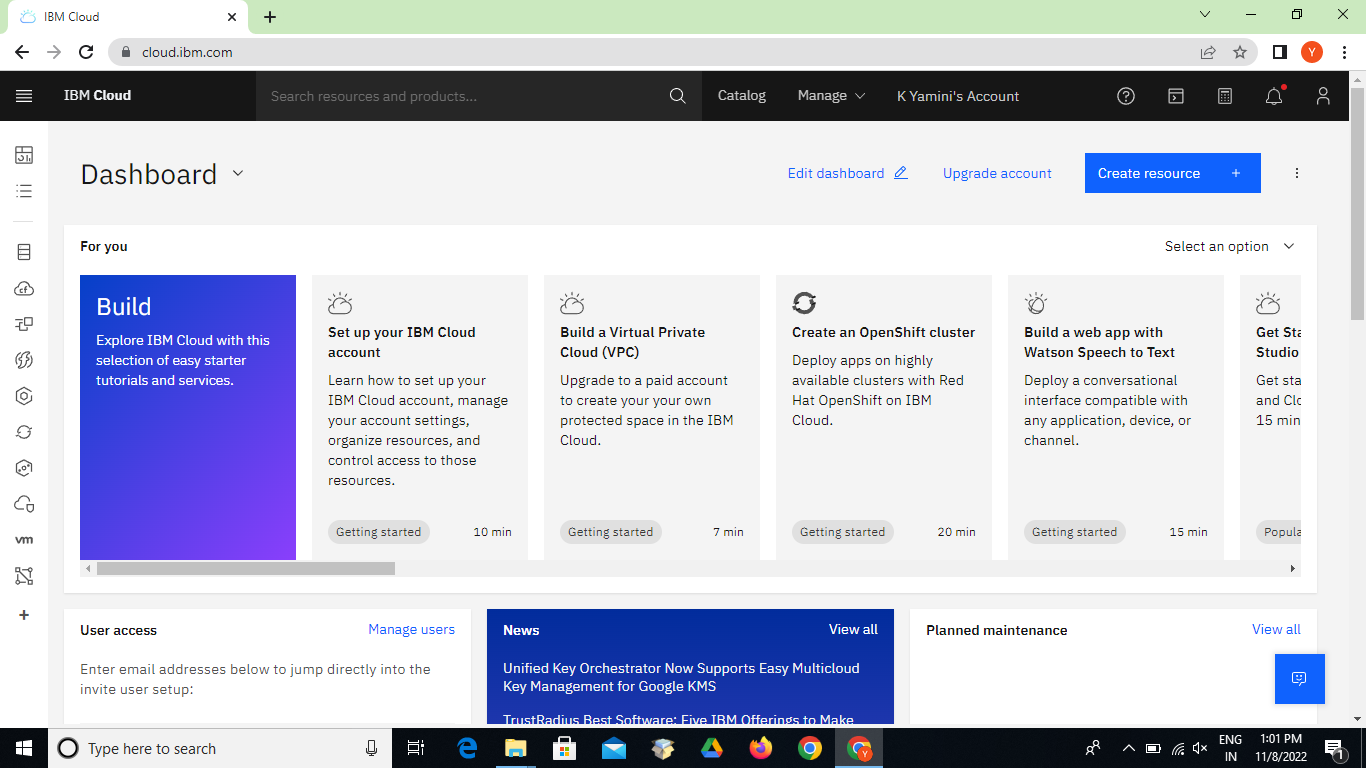 IBM Cloud
cloud.ibm.com
Y
IBM Cloud
Search resources and products...
Catalog
Manage
K Yamini's Account
Dashboard
Edit dashboard
Upgrade account
Create resource +
For you
Select an option
Build
Explore IBM Cloud with this
selection of easy starter
tutorials and services.
Set up your IBM Cloud
account
Learn how to set up your
IBM Cloud account, manage
your account settings,
organize resources, and
control access to those
resources.
Getting started
10 min
Build a Virtual Private
Cloud (VPC)
Upgrade to a paid account
to create your your own
protected space in the IBM
Cloud.
Getting started
7 min
Create an OpenShift cluster
Deploy apps on highly
available clusters with Red
Hat OpenShift on IBM
Cloud.
Getting started
20 min
Build a web app with
Watson Speech to Text
Deploy a conversational
interface compatible with
any application, device, or
channel.
Getting started
15 min
Get Sta
Studio
Get sta
and Clo
15 min
Popula
cf
vm
User access
Manage users
Enter email addresses below to jump directly into the
invite user setup:
News
View all
Unified Key Orchestrator Now Supports Easy Multicloud
Key Management for Google KMS
TrustRadius Best Software: Five IBM Offerings to Make
Planned maintenance
View all
Type here to search
Y
ENG
IN
1:01 PM
11/8/2022
1